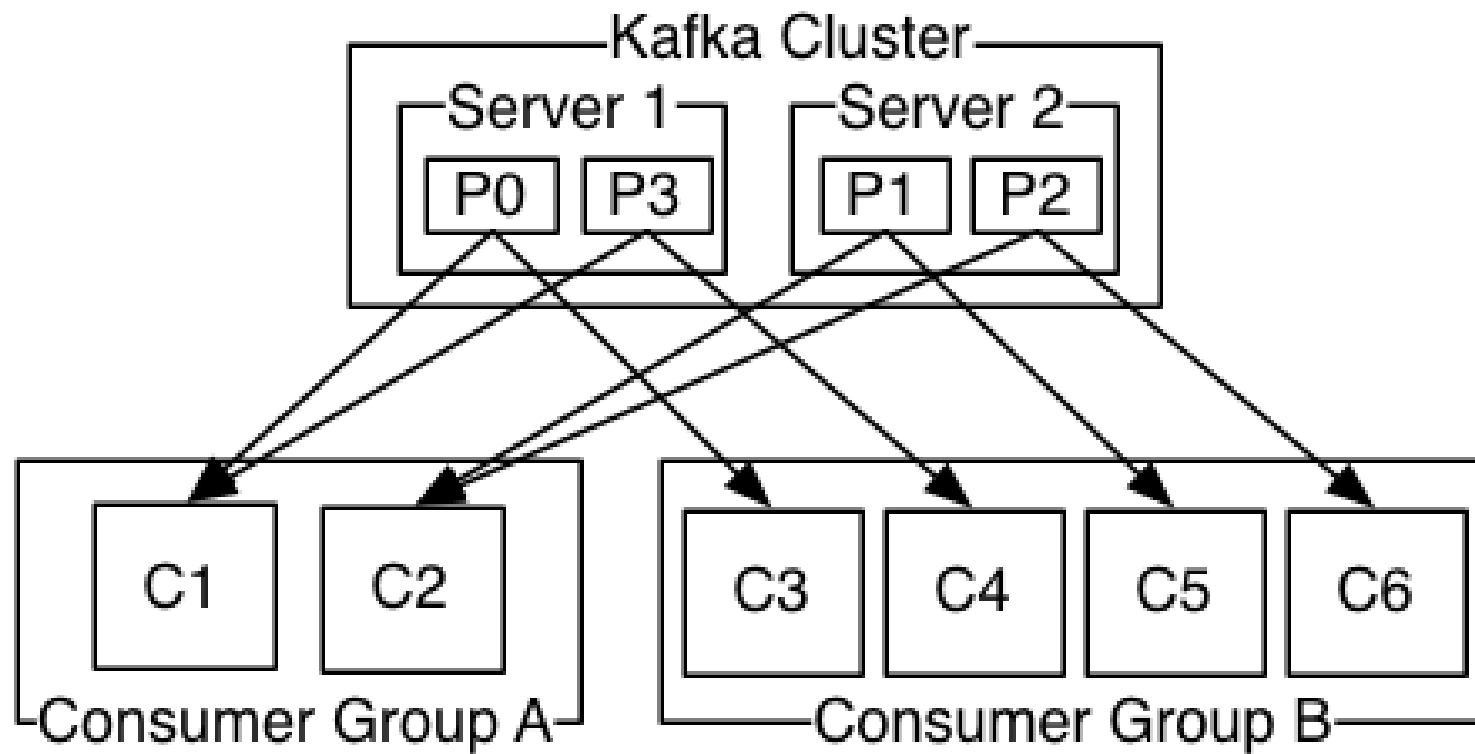 Kafka Cluster
Server 1
Server 2
P0
P3
P1
P2
C1
C2
C3
C4
C5
C6
Consumer Group A
Consumer Group B